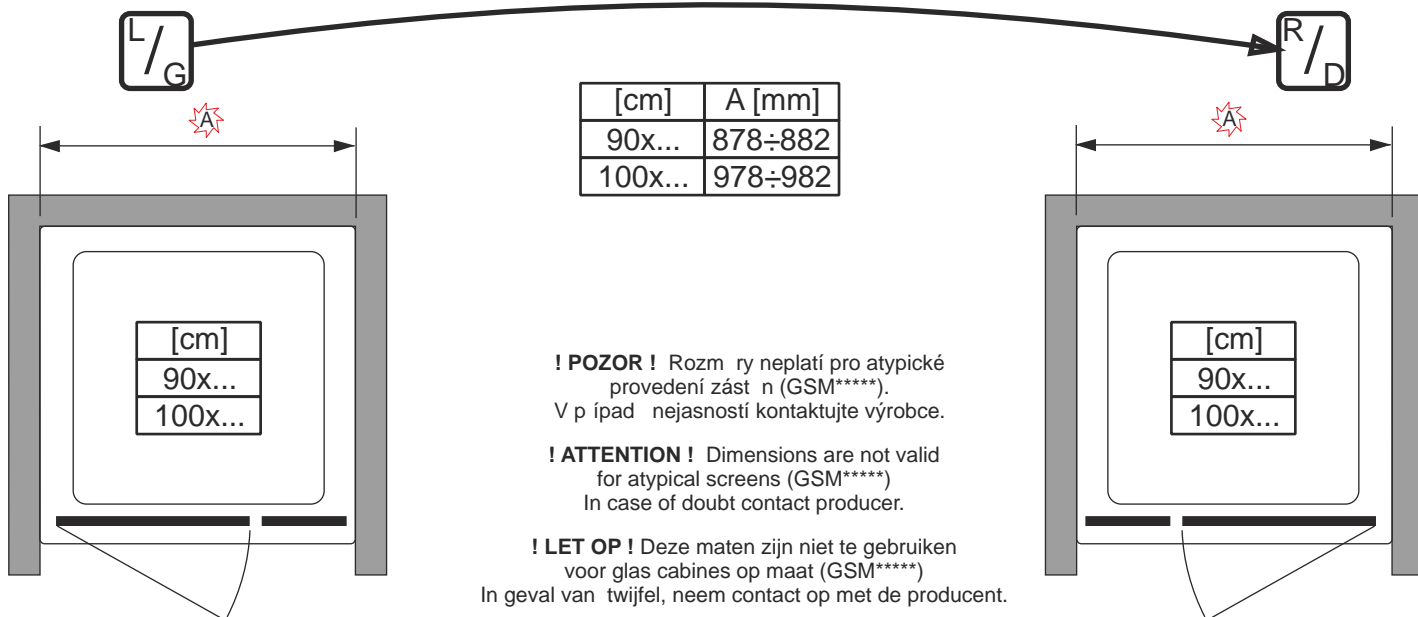 L/G
R/D
A
A
[cm] A [mm]
90x... 878÷882
100x... 978÷982
[cm]
90x...
100x...
[cm]
90x...
100x...
! POZOR ! Rozm ry neplatí pro atypické
provedení zást n (GSM*****).
V p ípad nejasností kontaktujte výrobce.
! ATTENTION ! Dimensions are not valid
for atypical screens (GSM*****)
In case of doubt contact producer.
! LET OP ! Deze maten zijn niet te gebruiken
voor glas cabines op maat (GSM*****)
In geval van twijfel, neem contact op met de producent.